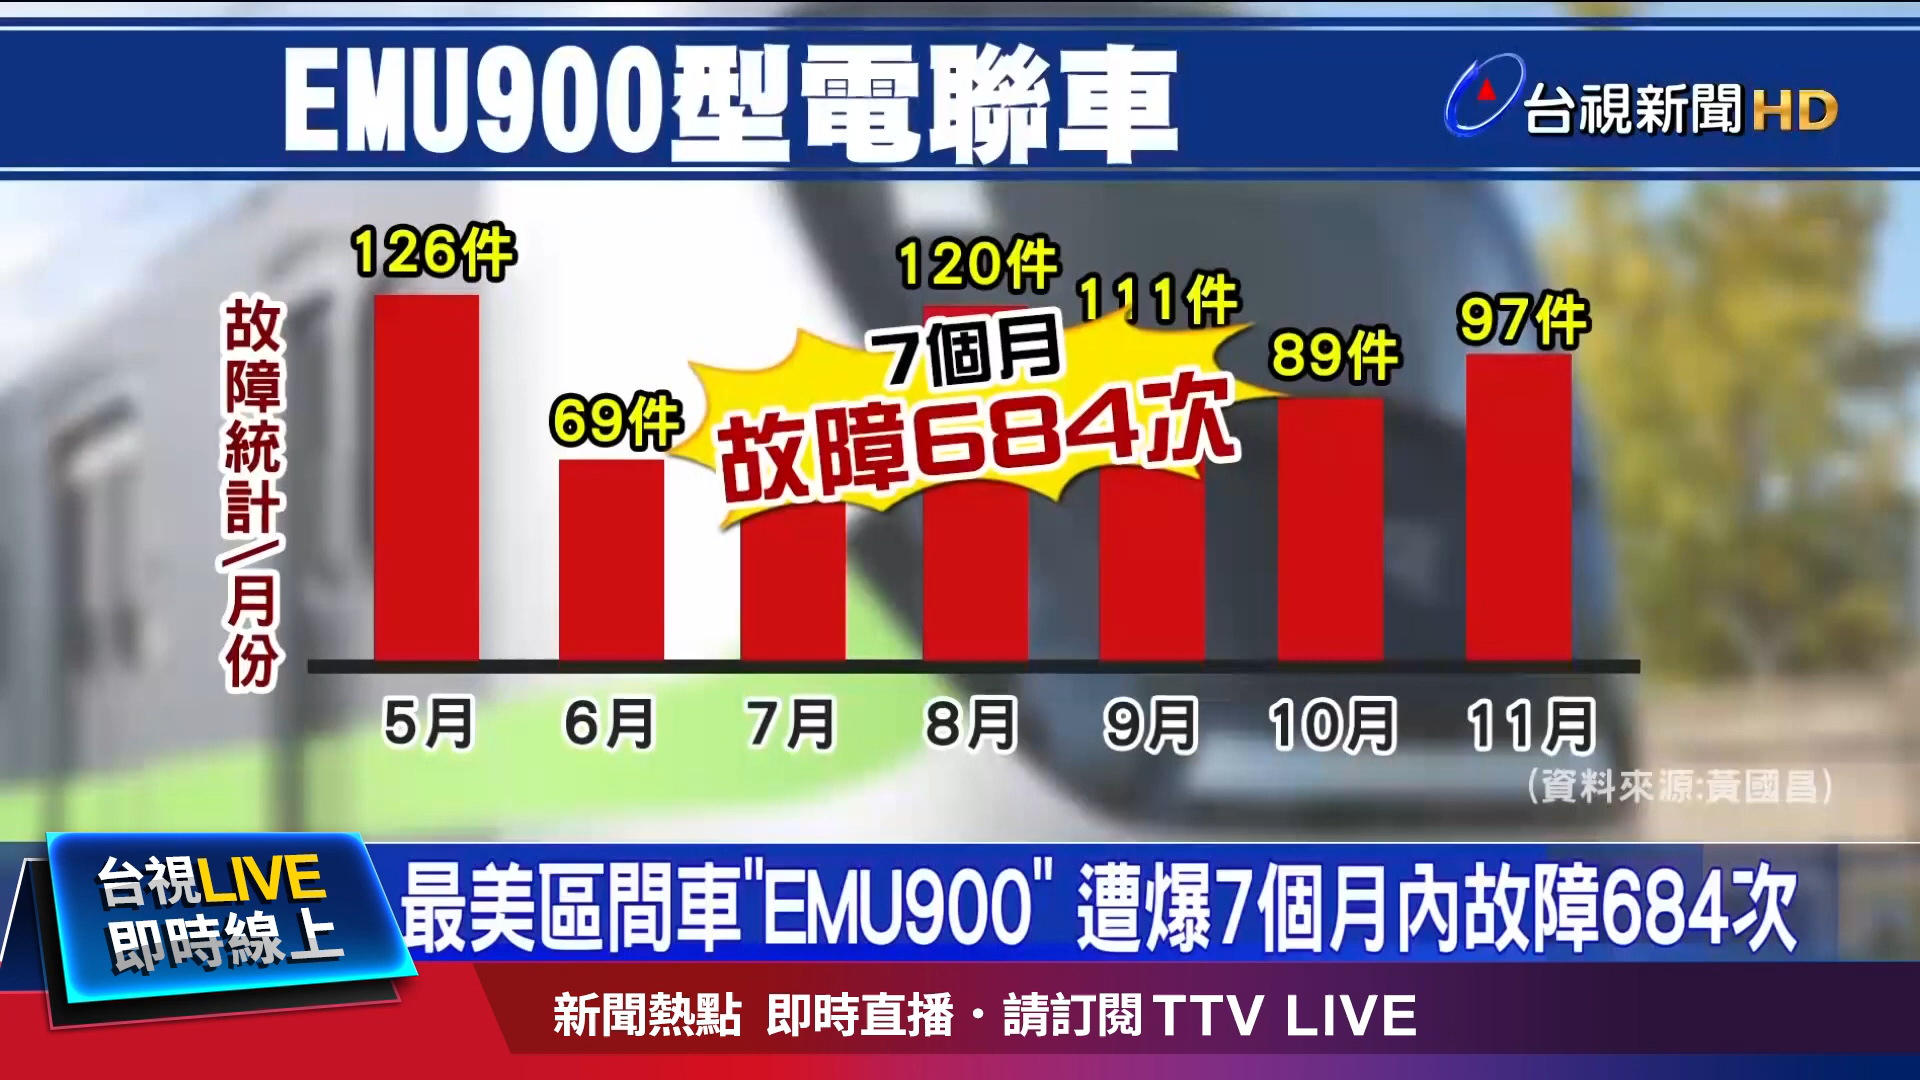 EMU900型電聯車
台視新聞HD
126件
120件
111件
97件
89件
69件
7個月
故障684次
故障統計/月份
5月
6月
7月
8月
9月
10月
11月
(資料來源:黃國昌)
台視LIVE
即時線上
最美區間車"EMU900" 遭爆7個月內故障684次
新聞熱點 即時直播・請訂閱TTV LIVE